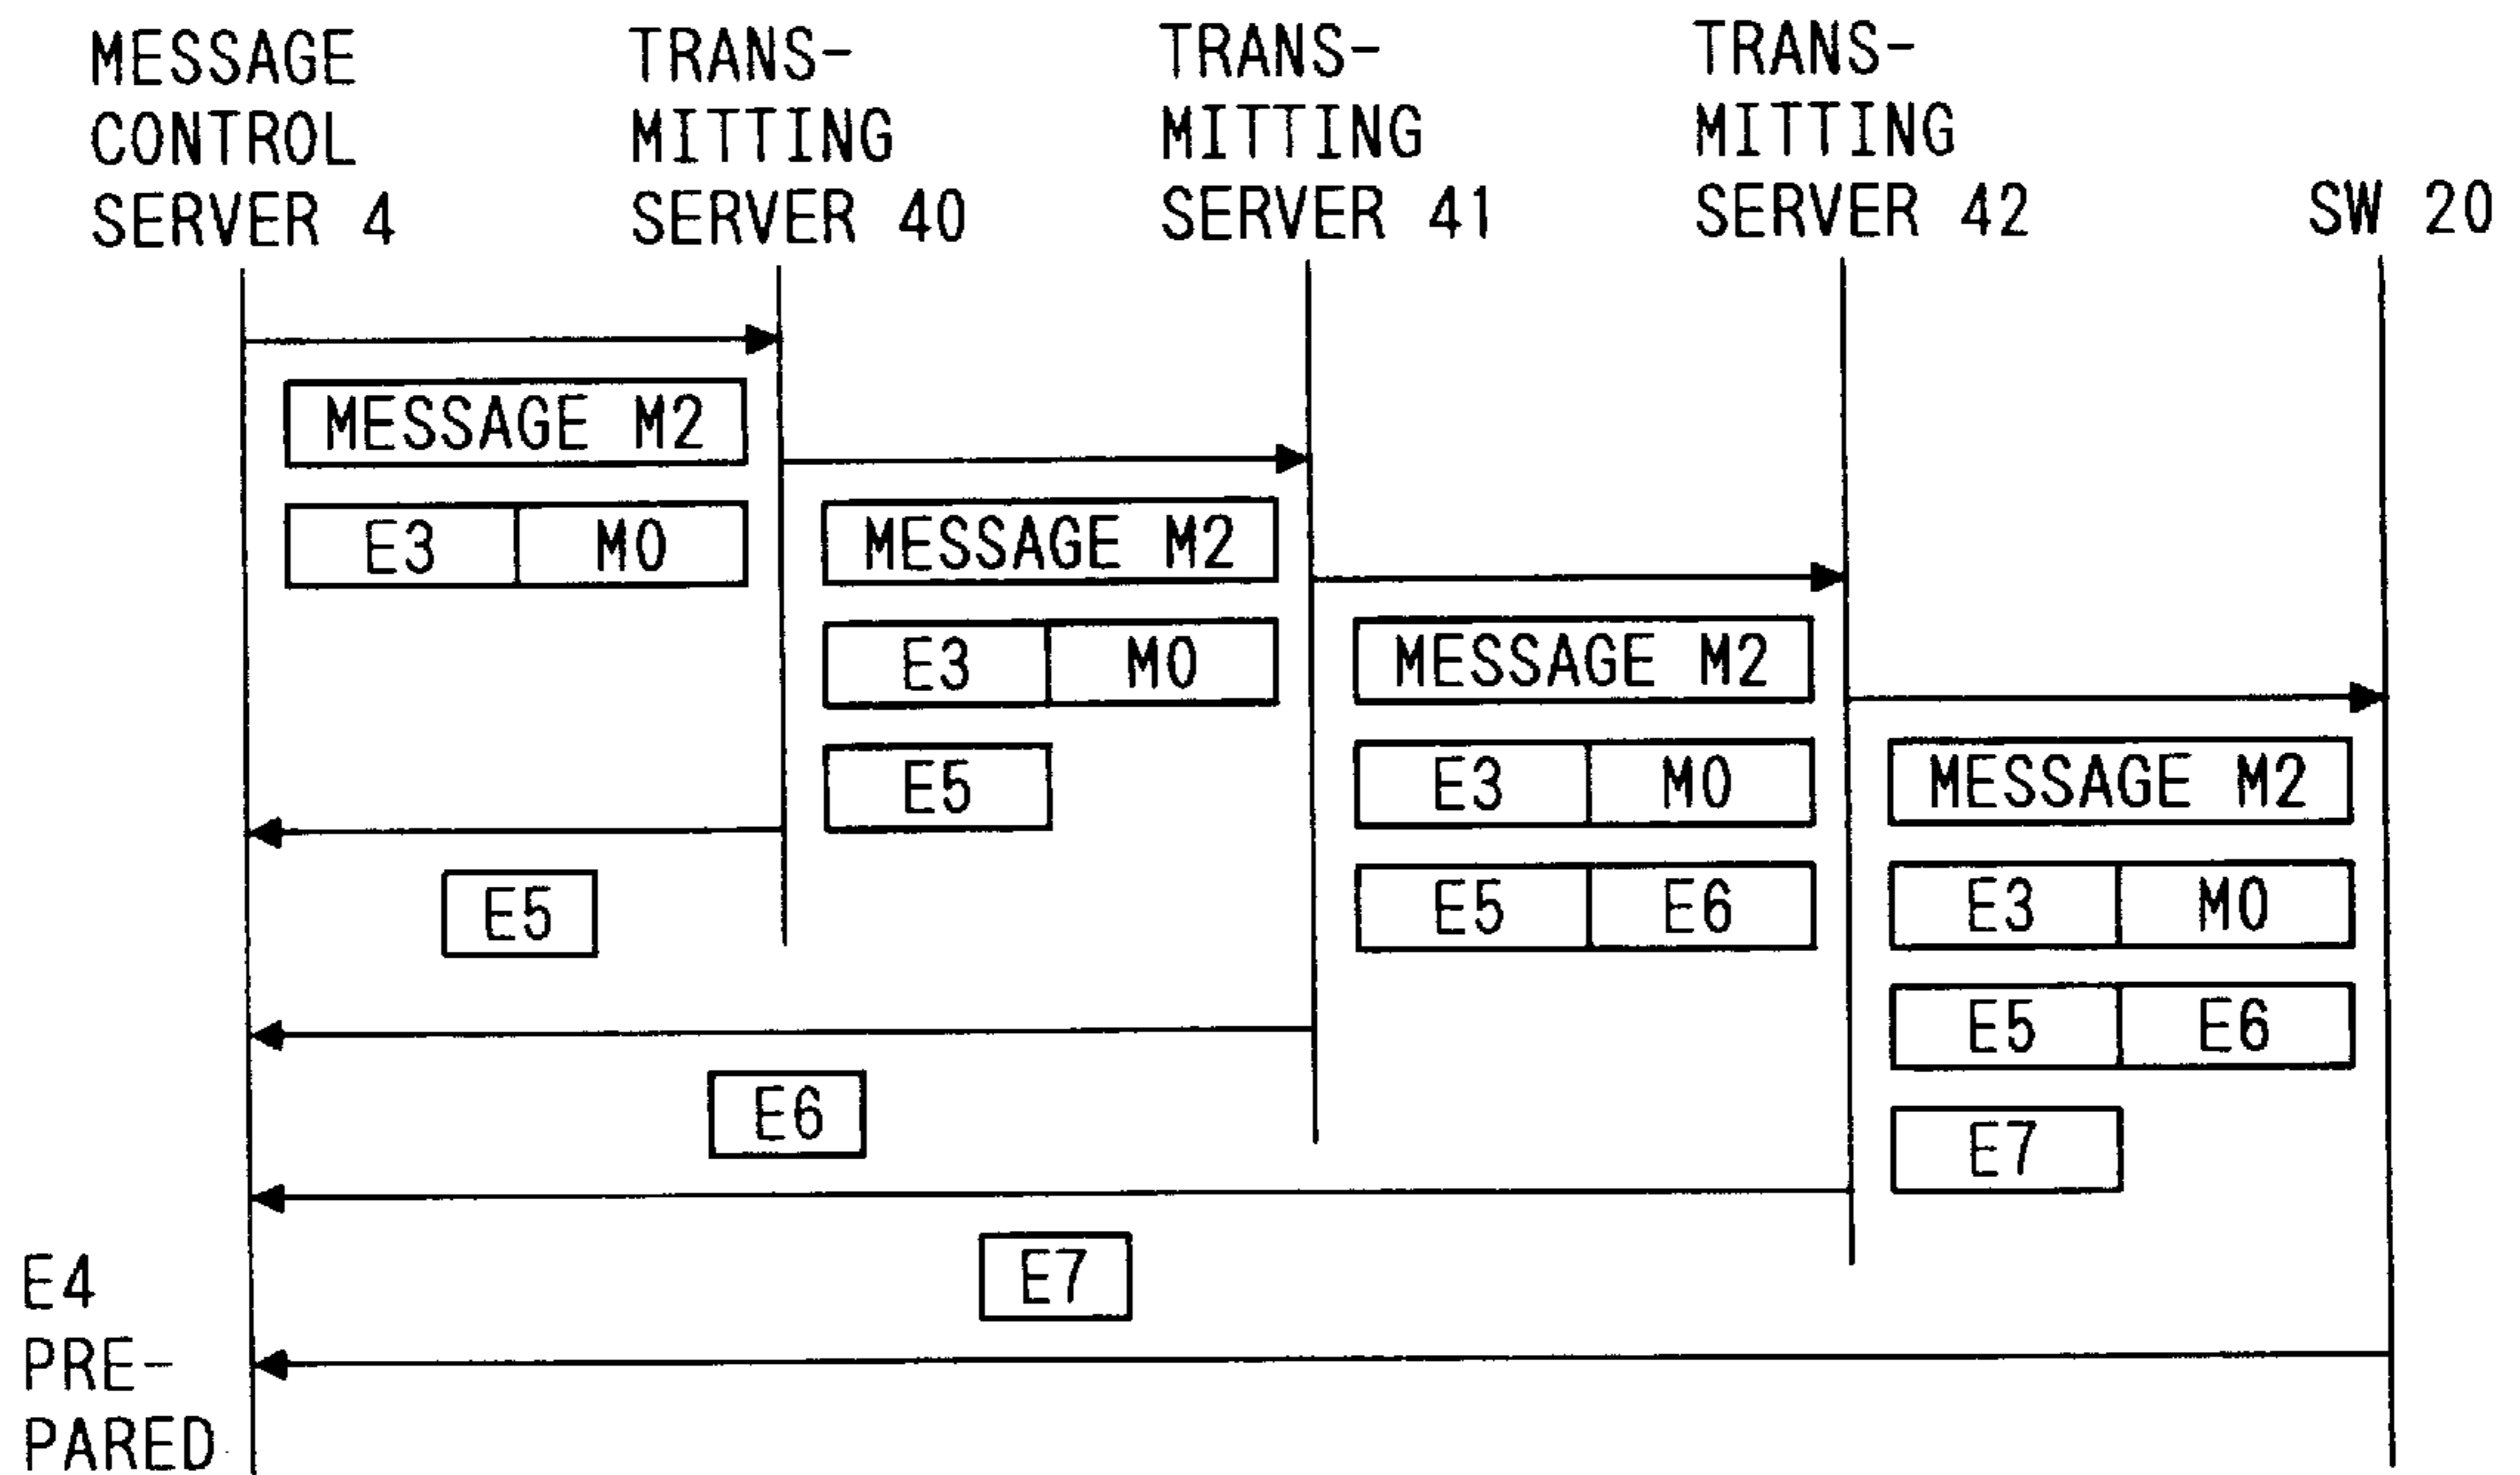 MESSAGE
CONTROL
SERVER 4
TRANS-
MITTING
SERVER 40
TRANS-
MITTING
SERVER 41
TRANS-
MITTING
SERVER 42
SW 20
MESSAGE M2
E3 M0
MESSAGE M2
E3 M0
E5
MESSAGE M2
E3 M0
E5 E6
MESSAGE M2
E3 M0
E5 E6
E7
E5
E6
E7
E4
PRE-
PARED